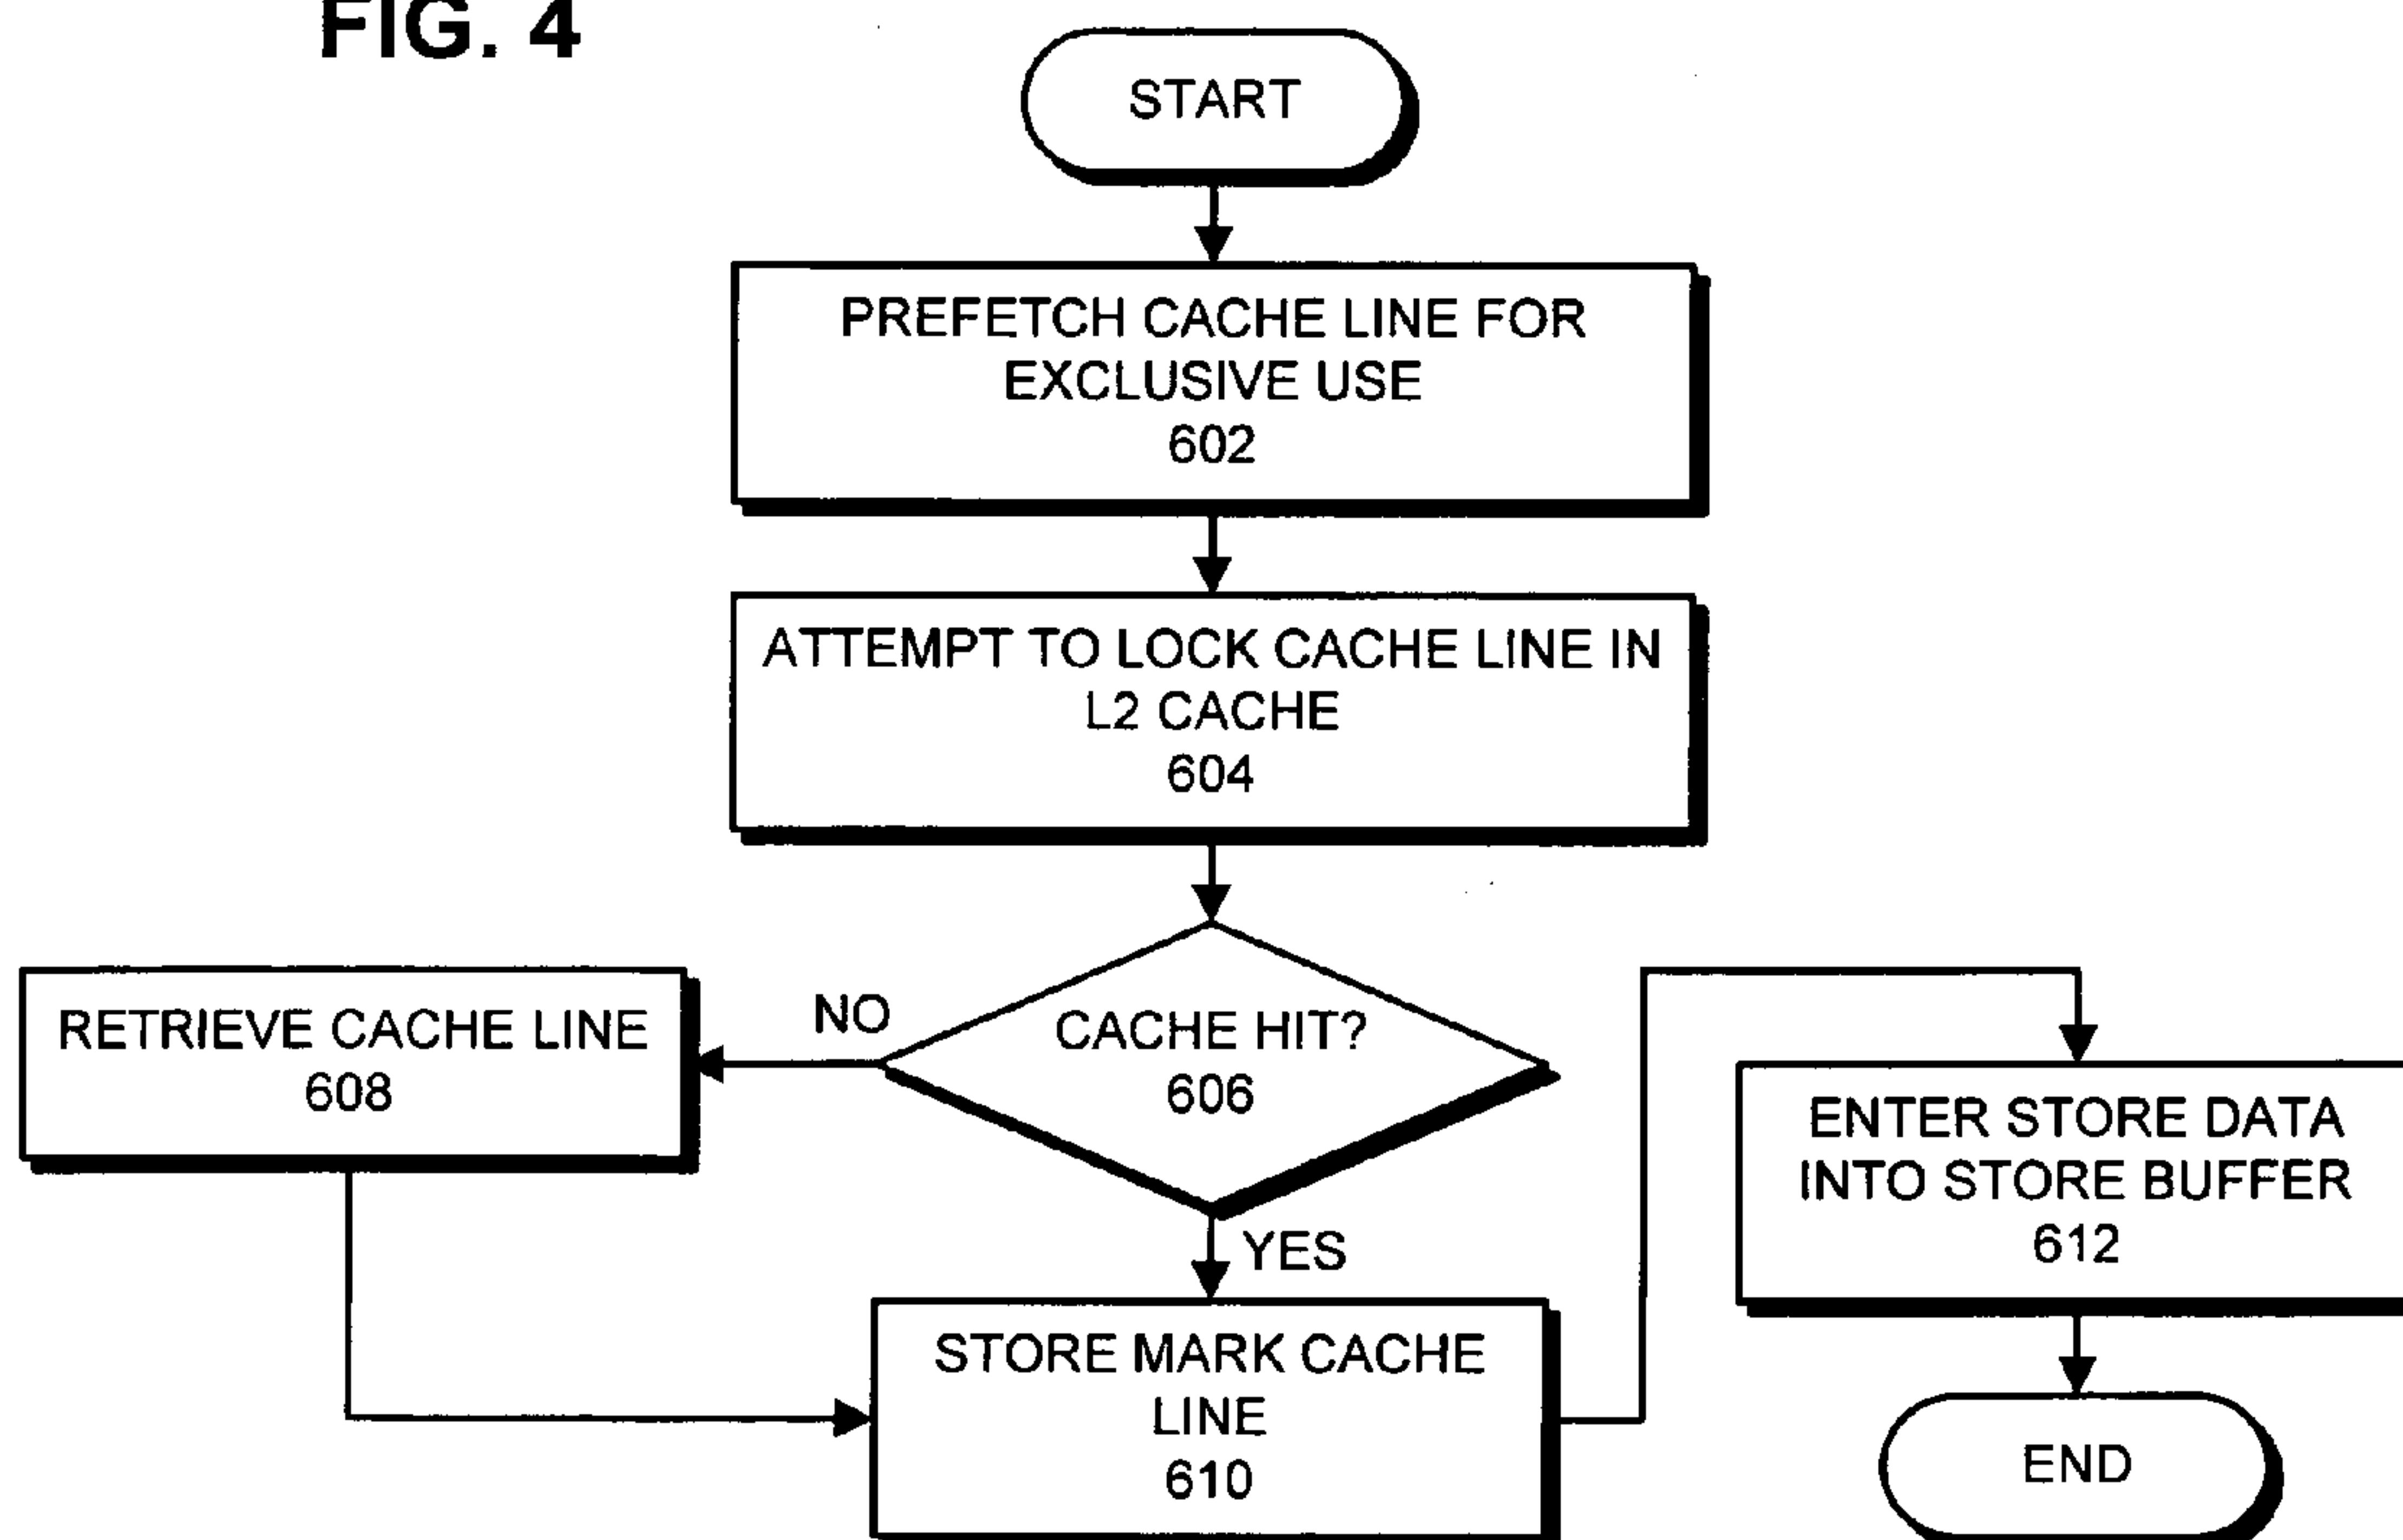 FIG. 4
START
PREFETCH CACHE LINE FOR
EXCLUSIVE USE
602
ATTEMPT TO LOCK CACHE LINE IN
L2 CACHE
604
CACHE HIT?
606
NO
RETRIEVE CACHE LINE
608
YES
STORE MARK CACHE
LINE
610
ENTER STORE DATA
INTO STORE BUFFER
612
END